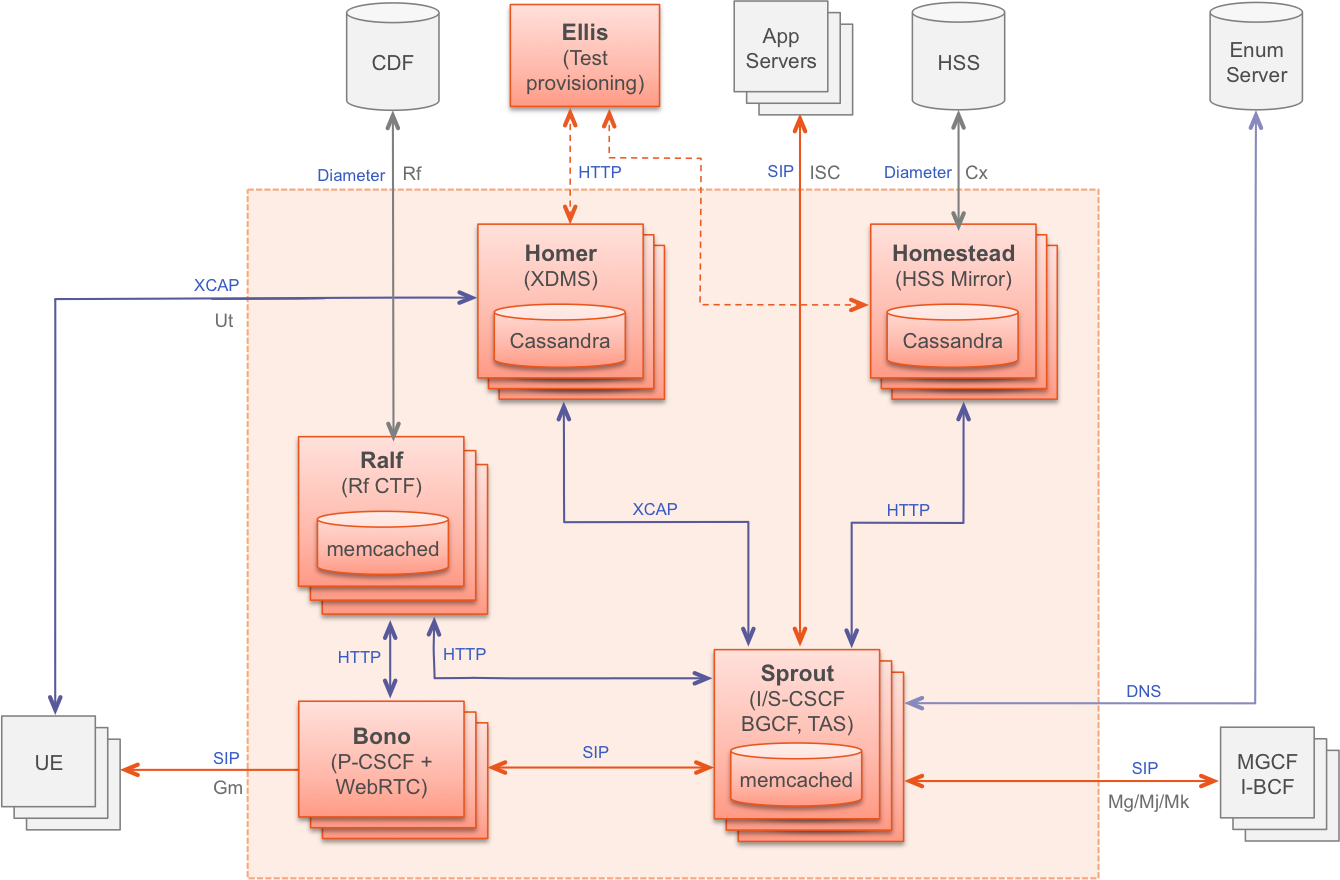 CDF
Ellis
(Test
provisioning)
App
Servers
HSS
Enum
Server
Diameter
Rf
HTTP
SIP
ISC
Diameter
Cx
Homer
(XDMS)
Cassandra
Homestead
(HSS Mirror)
Cassandra
XCAP
Ut
Ralf
(Rf CTF)
memcached
XCAP
HTTP
HTTP
HTTP
Sprout
(I/S-CSCF
BGCF, TAS)
memcached
DNS
Bono
(P-CSCF +
WebRTC)
SIP
UE
SIP
Gm
SIP
Mg/Mj/Mk
MGCF
I-BCF